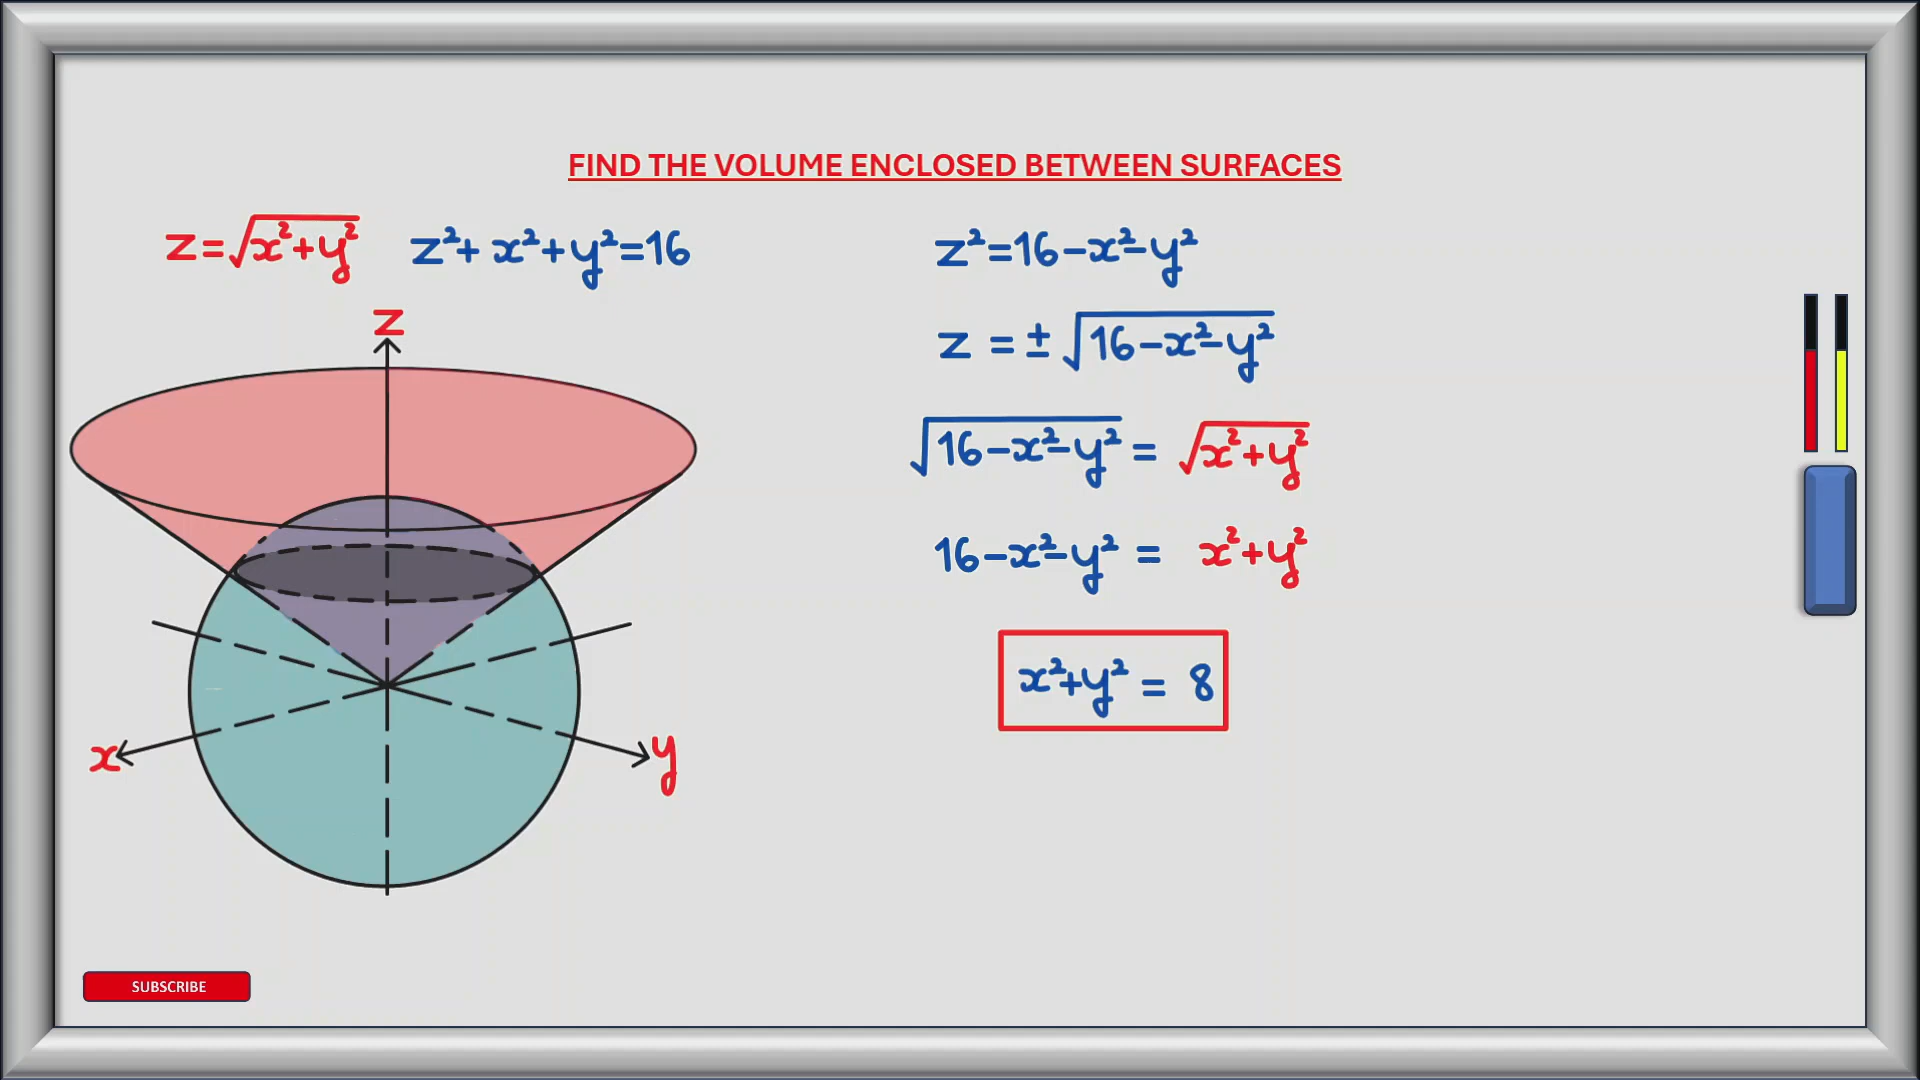 FIND THE VOLUME ENCLOSED BETWEEN SURFACES
z=√(x²+y²) z²+x²+y²=16
z
x
y
z²=16-x²-y²
z = ±√(16-x²-y²)
√(16-x²-y²) = √(x²+y²)
16-x²-y² = x²+y²
x²+y² = 8
SUBSCRIBE